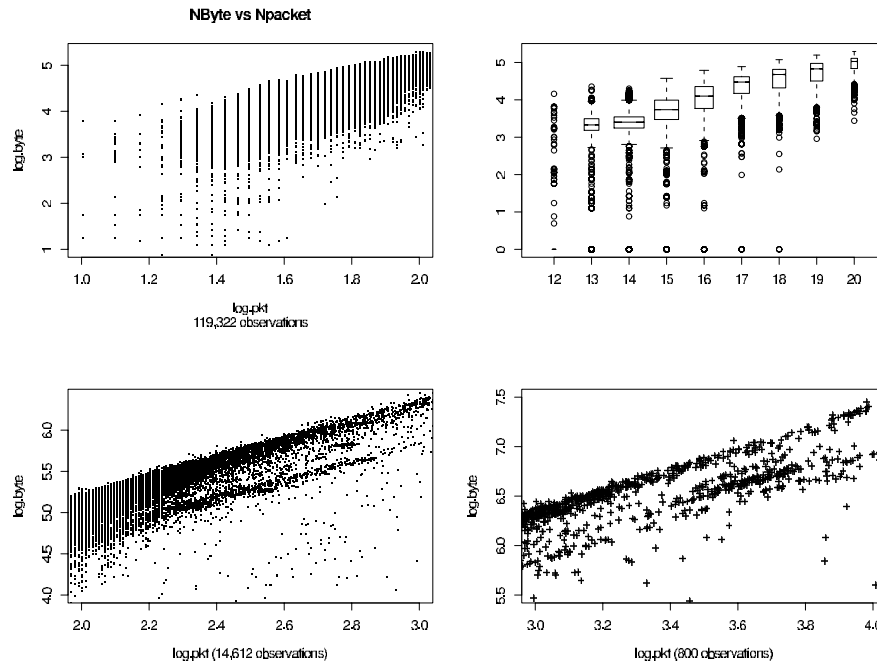 NByte vs Npacket
5
4
3
2
1
log.byte
1.0 1.2 1.4 1.6 1.8 2.0
log.pkt
119,322 observations
5
4
3
2
1
0
12 13 14 15 16 17 18 19 20
6.0
5.5
5.0
4.5
4.0
log.byte
2.0 2.2 2.4 2.6 2.8 3.0
log.pkt (14,612 observations)
7.5
7.0
6.5
6.0
5.5
log.byte
3.0 3.2 3.4 3.6 3.8 4.0
log.pkt (800 observations)